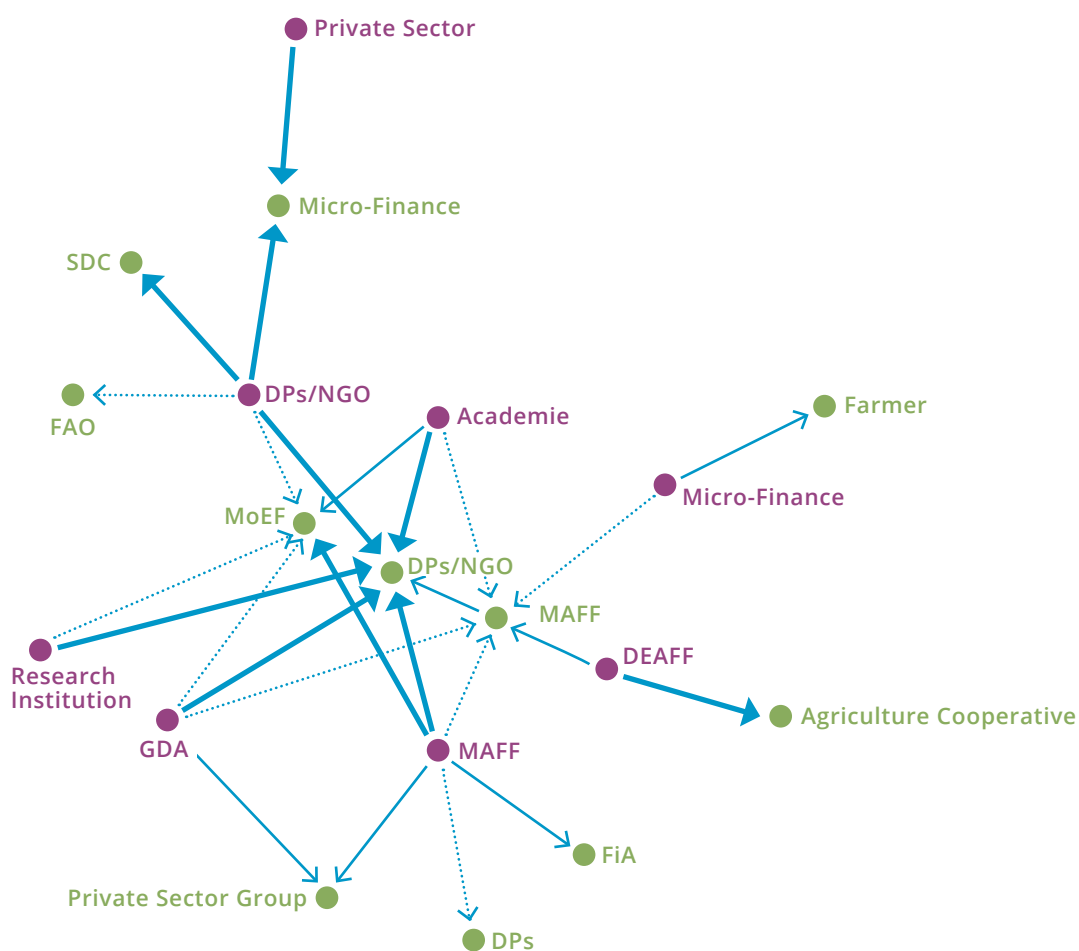 Private Sector
Micro-Finance
SDC
DPs/NGO
FAO
Academie
Farmer
Micro-Finance
MoEF
DPs/NGO
MAFF
DEAFF
Research
Institution
Agriculture Cooperative
GDA
MAFF
FiA
Private Sector Group
DPs